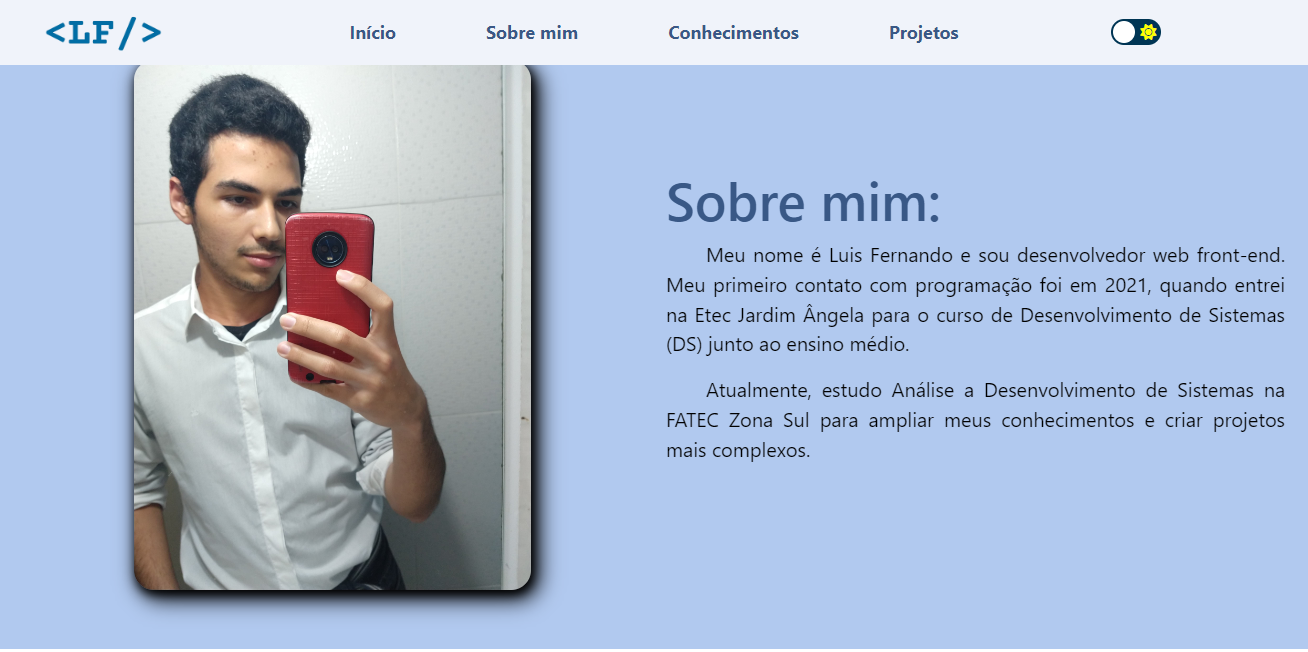 <LF/>
Início
Sobre mim
Conhecimentos
Projetos
Sobre mim:
Meu nome é Luis Fernando e sou desenvolvedor web front-end.
Meu primeiro contato com programação foi em 2021, quando entrei
na Etec Jardim Ângela para o curso de Desenvolvimento de Sistemas
(DS) junto ao ensino médio.
Atualmente, estudo Análise a Desenvolvimento de Sistemas na
FATEC Zona Sul para ampliar meus conhecimentos e criar projetos
mais complexos.